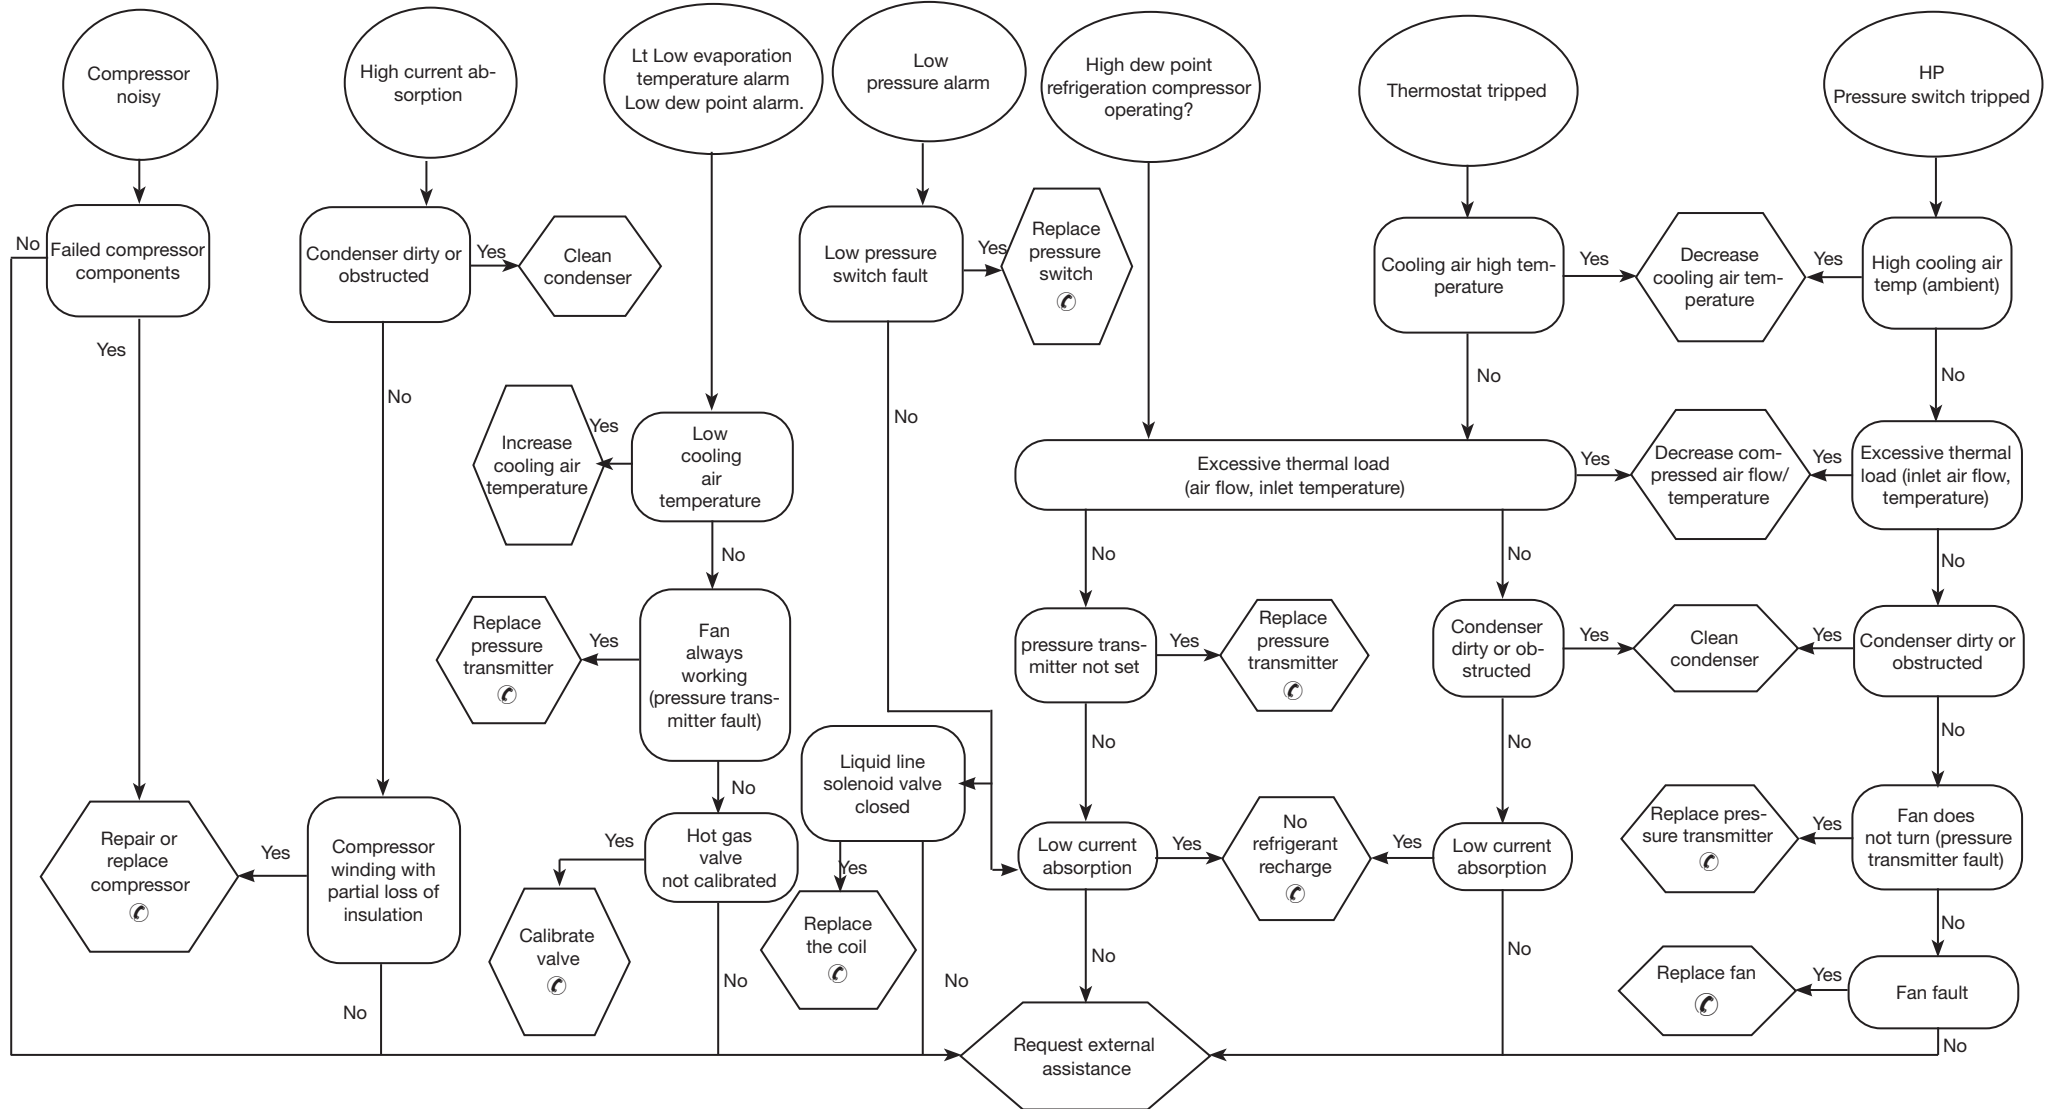 Compressor
noisy
High current ab-
sorption
Lt Low evaporation
temperature alarm
Low dew point alarm.
Low
pressure alarm
High dew point
refrigeration compressor
operating?
Thermostat tripped
HP
Pressure switch tripped
No
Failed compressor
components
Yes
Condenser dirty or
obstructed
Yes
Clean
condenser
No
Low pressure
switch fault
Yes
Replace
pressure
switch
No
Cooling air high tem-
perature
Yes
Decrease
cooling air tem-
perature
Yes
High cooling air
temp (ambient)
No
No
Increase
cooling air
temperature
Yes
Low
cooling
air
temperature
No
Excessive thermal load
(air flow, inlet temperature)
Yes
Decrease com-
pressed air flow/
temperature
Yes
Excessive thermal
load (inlet air flow,
temperature)
No
No
No
Replace
pressure
transmitter
Yes
Fan
always
working
(pressure trans-
mitter fault)
No
pressure trans-
mitter not set
Yes
Replace
pressure
transmitter
No
Condenser
dirty or ob-
structed
Yes
Clean
condenser
Yes
Condenser dirty or
obstructed
No
No
Liquid line
solenoid valve
closed
Yes
No
Repair or
replace
compressor
Yes
Compressor
winding with
partial loss of
insulation
No
Yes
Hot gas
valve
not calibrated
No
Calibrate
valve
Replace
the coil
Low current
absorption
Yes
No
refrigerant
recharge
Yes
Low current
absorption
No
No
Replace pres-
sure transmitter
Yes
Fan does
not turn (pressure
transmitter fault)
No
Replace fan
Yes
Fan fault
No
Request external
assistance